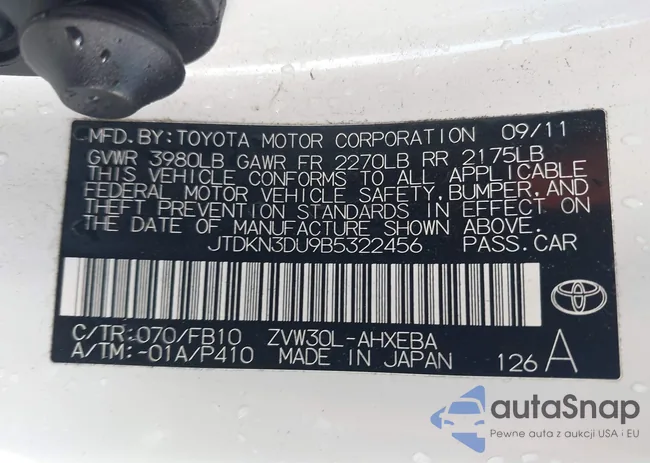 MFD.BY:TOYOTA MOTOR CORPORATION 09/11
GVWR 3980LB GAWR FR 2270LB RR 2175LB
THIS VEHICLE CONFORMS TO ALL APPLICABLE
FEDERAL MOTOR VEHICLE SAFETY,BUMPER,AND
THEFT PREVENTION STANDARDS IN EFFECT ON
THE DATE OF MANUFACTURE SHOWN ABOVE.
JTDKN3DU9B5322456 PASS.CAR
C/TR:070/FB10 ZVW30L-AHXEBA
A/TM:-01A/P410 MADE IN JAPAN 126 A
autoSnap
Pewne auta z aukcji USA i EU